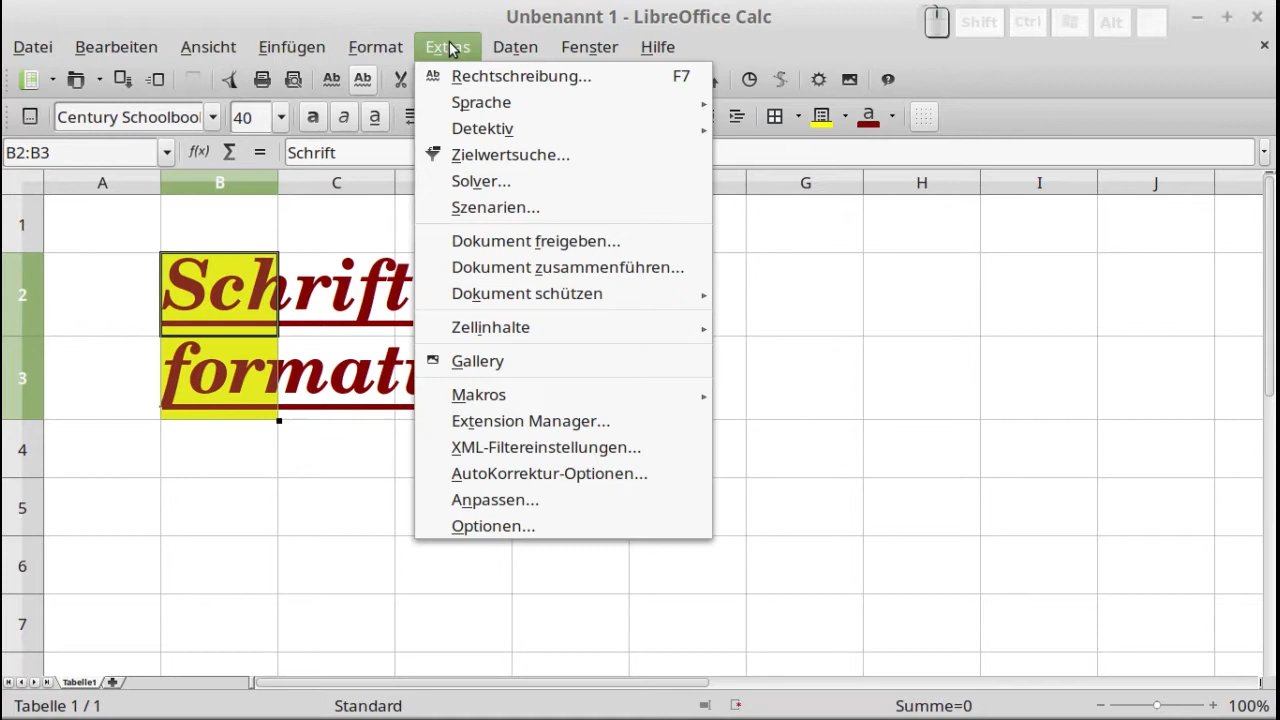 Unbenannt 1 - LibreOffice Calc
Shift Ctrl Alt
Datei Bearbeiten Ansicht Einfügen Format Extras Daten Fenster Hilfe
Century Schoolbool 40 a a a a
B2:B3 f(x) Σ = Schrift
A B C G H I J
1
2 Schrift
3
4
5
6
7
Rechtschreibung... F7
Sprache
Detektiv
Zielwertsuche...
Solver...
Szenarien...
Dokument freigeben...
Dokument zusammenführen...
Dokument schützen
Zellinhalte
Gallery
Makros
Extension Manager...
XML-Filtereinstellungen...
AutoKorrektur-Optionen...
Anpassen...
Optionen...
Tabelle1
Tabelle 1 / 1 Standard Summe=0 100%